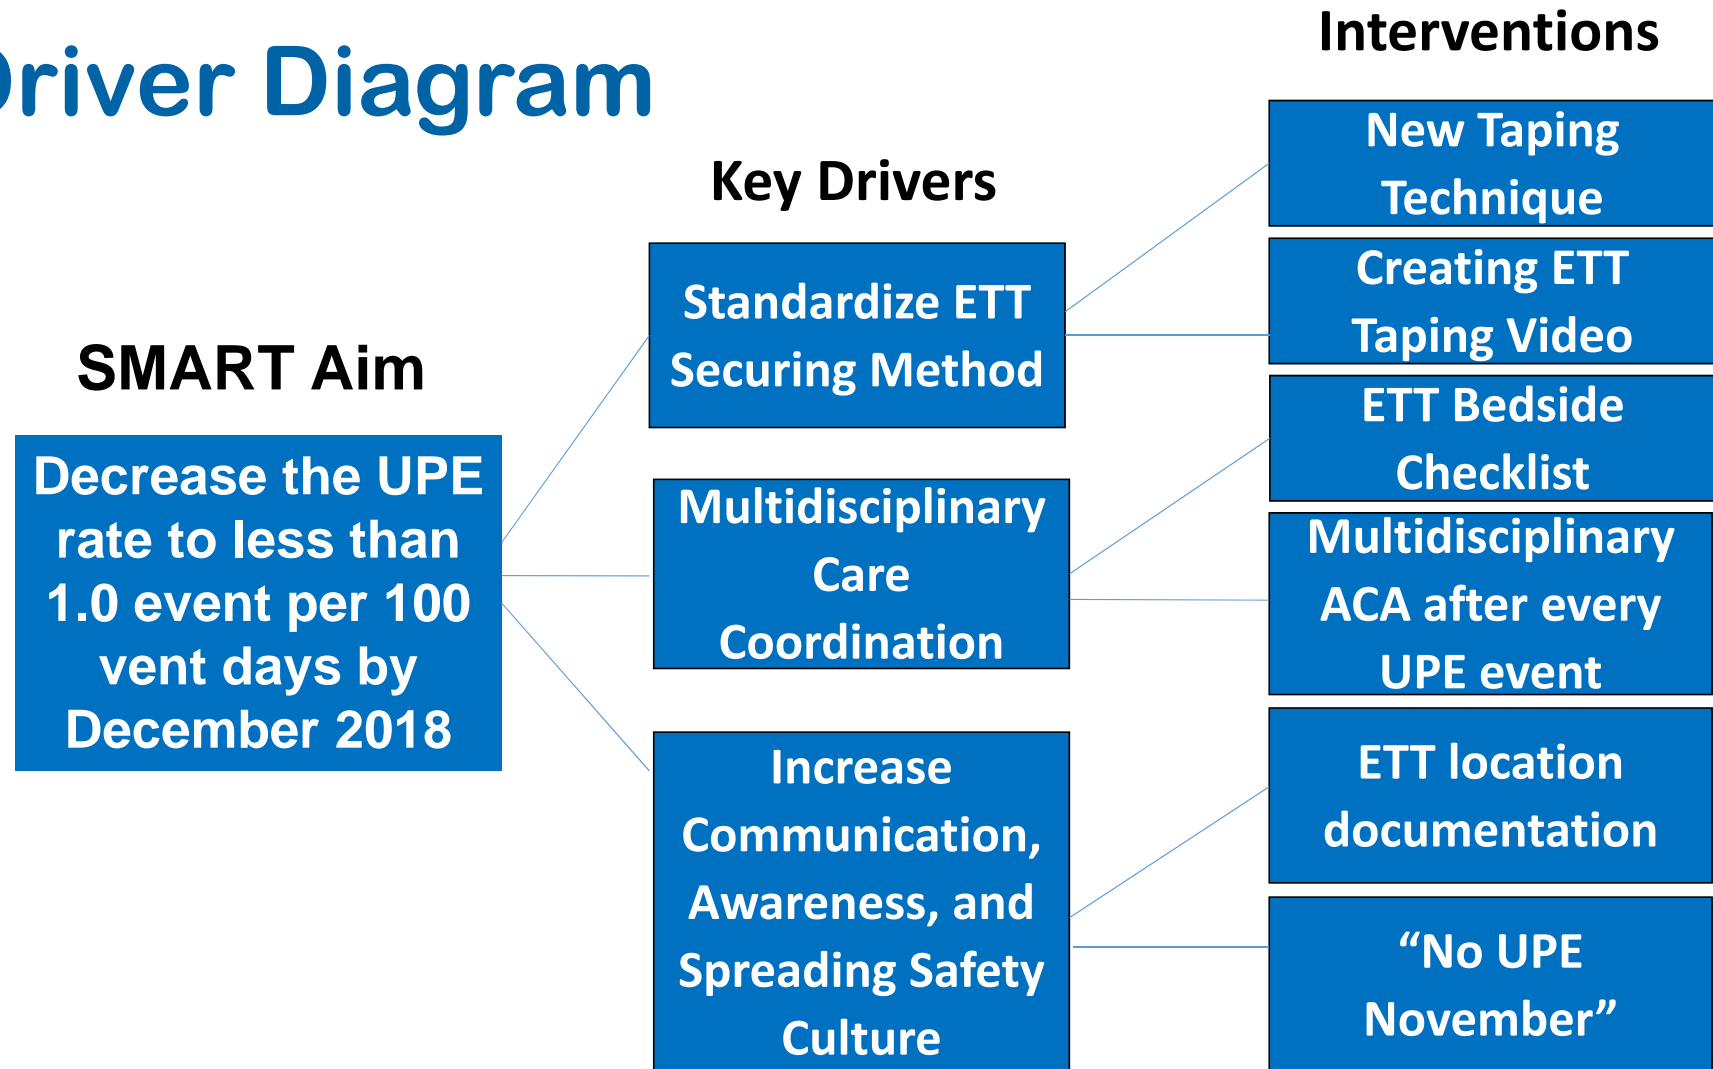 Driver Diagram
Interventions
Key Drivers
SMART Aim
Decrease the UPE
rate to less than
1.0 event per 100
vent days by
December 2018
Standardize ETT
Securing Method
Multidisciplinary
Care
Coordination
Increase
Communication,
Awareness, and
Spreading Safety
Culture
New Taping
Technique
Creating ETT
Taping Video
ETT Bedside
Checklist
Multidisciplinary
ACA after every
UPE event
ETT location
documentation
“No UPE
November”